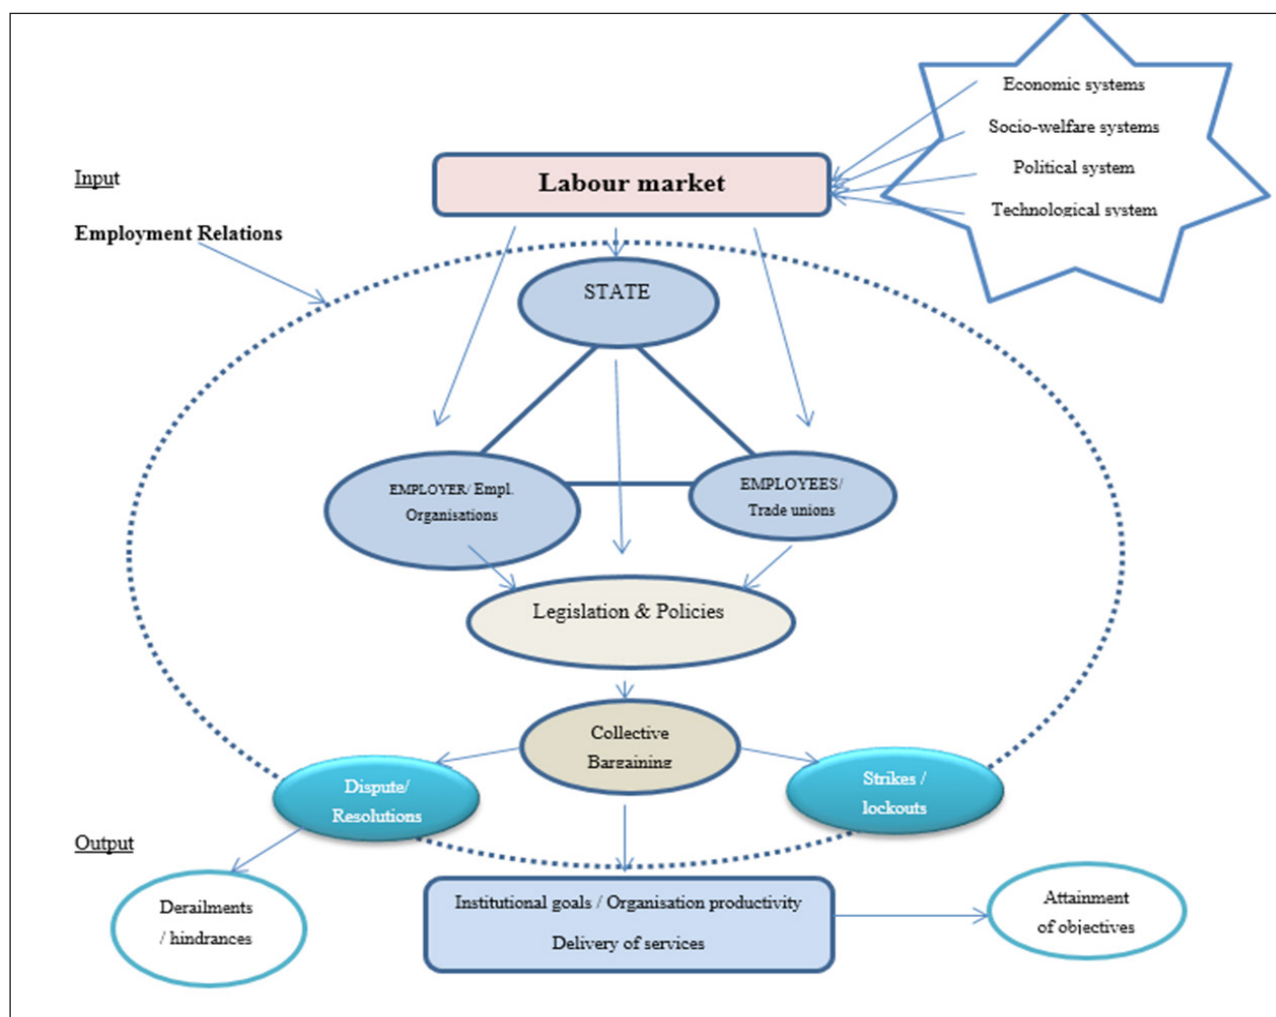 Economic systems
Socio-welfare systems
Political system
Technological system
Input
Labour market
Employment Relations
STATE
EMPLOYER/ Empl.
Organisations
EMPLOYEES/
Trade unions
Legislation & Policies
Collective
Bargaining
Dispute/
Resolutions
Strikes /
lockouts
Output
Derailments
/ hindrances
Institutional goals / Organisation productivity
Delivery of services
Attainment
of objectives